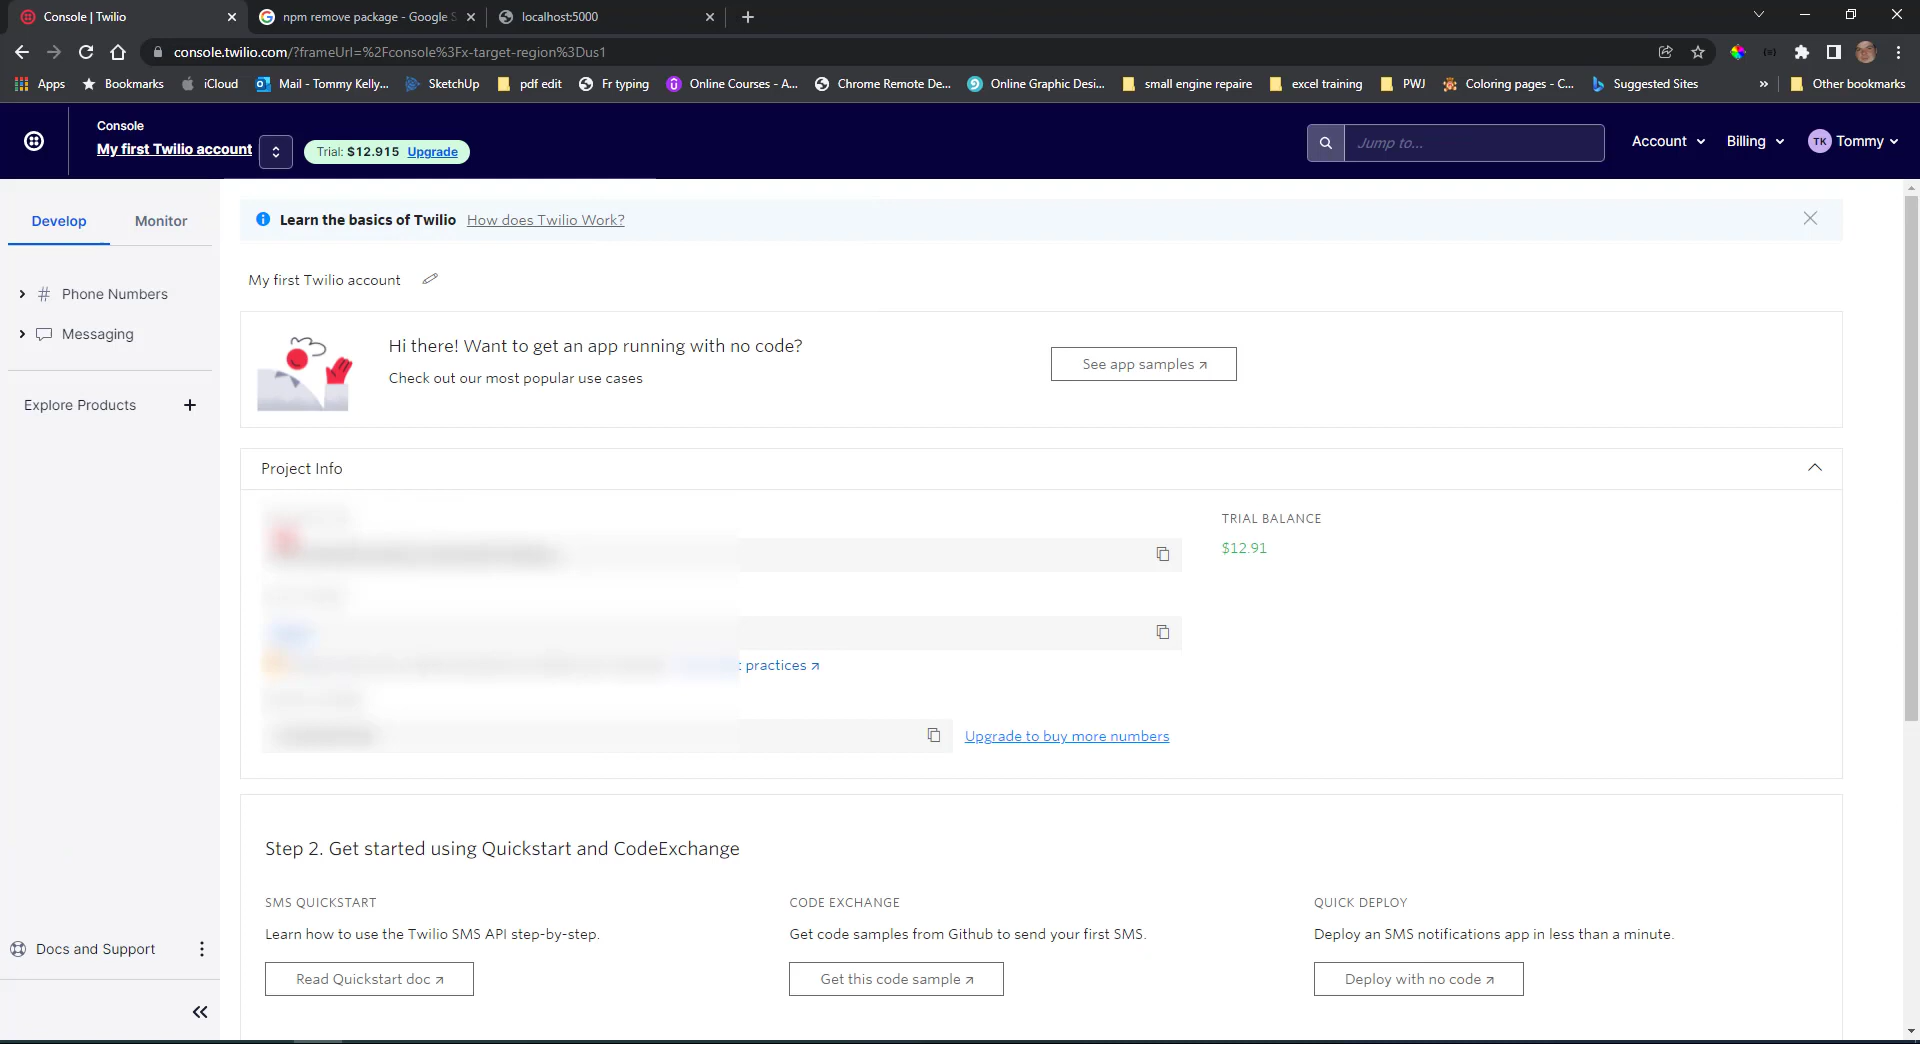 Console | Twilio
npm remove package - Google S
localhost:5000
console.twilio.com/?frameUrl=%2Fconsole%3Fx-target-region%3Dus1
Apps
Bookmarks
iCloud
Mail - Tommy Kelly...
SketchUp
pdf edit
Fr typing
Online Courses - A...
Chrome Remote De...
Online Graphic Desi...
small engine repaire
excel training
PWJ
Coloring pages - C...
Suggested Sites
»
Other bookmarks
Console
My first Twilio account
Trial: $12.915 Upgrade
Jump to...
Account
Billing
TK Tommy
Develop
Monitor
Phone Numbers
Messaging
Explore Products
Docs and Support
Learn the basics of Twilio How does Twilio Work?
My first Twilio account
Hi there! Want to get an app running with no code?
Check out our most popular use cases
See app samples
Project Info
TRIAL BALANCE
$12.91
practices
Upgrade to buy more numbers
Step 2. Get started using Quickstart and CodeExchange
SMS QUICKSTART
Learn how to use the Twilio SMS API step-by-step.
Read Quickstart doc
CODE EXCHANGE
Get code samples from Github to send your first SMS.
Get this code sample
QUICK DEPLOY
Deploy an SMS notifications app in less than a minute.
Deploy with no code